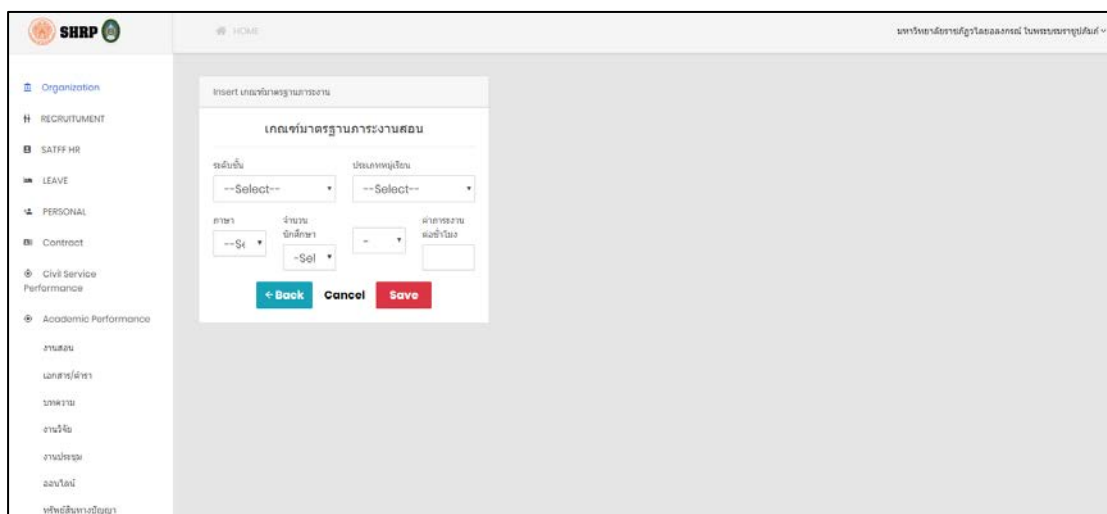 SHRP
HOME
มหาวิทยาลัยราชภัฏวไลยอลงกรณ์ ในพระบรมราชูปถัมภ์
Organization
RECRUITUMENT
SATFF HR
LEAVE
PERSONAL
Contract
Civil Service
Performance
Academic Performance
งานสอน
เอกสาร/ตำรา
บทความ
งานวิจัย
งานประชุม
ออนไลน์
ทรัพย์สินทางปัญญา
Insert เกณฑ์มาตรฐานภาระงาน
เกณฑ์มาตรฐานภาระงานสอน
ระดับชั้น
ประเภทหมู่เรียน
--Select--
--Select--
ภาษา
จำนวน
นักศึกษา
ค่าภาระงาน
ต่อชั่วโมง
--Se
-Sel
-
Back
Cancel
Save